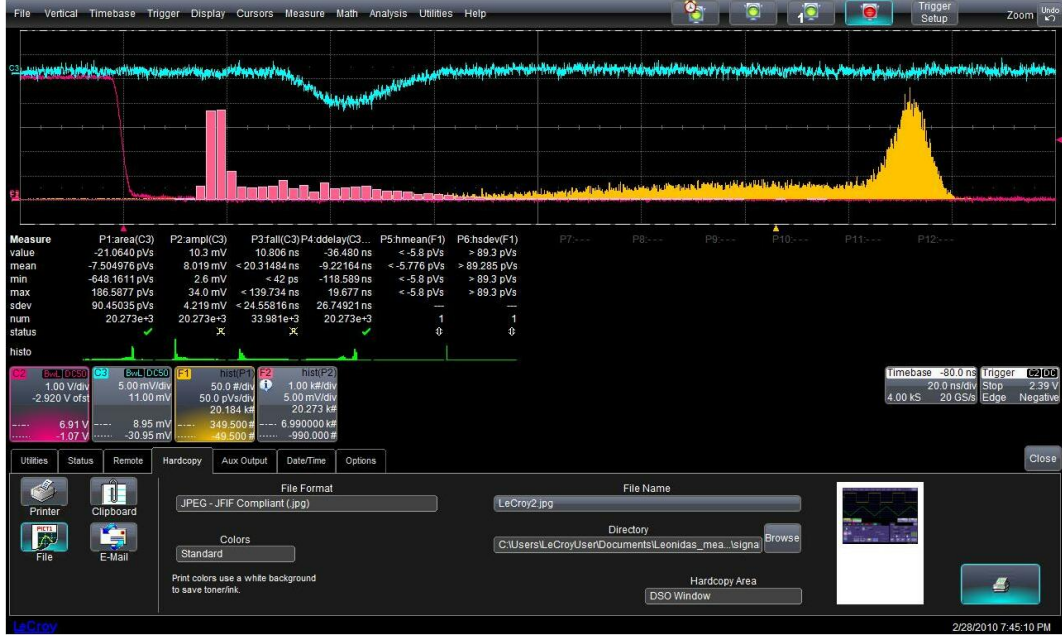 File Vertical Timebase Trigger Display Cursors Measure Math Analysis Utilities Help
Trigger Setup
Zoom Undo
C3
F2
Measure P1:area(C3) P2:ampl(C3) P3:fall(C3) P4:ddelay(C3... P5:hmean(F1) P6:hsdev(F1) P7:--- P8:--- P9:--- P10:--- P11:--- P12:---
value -21.0640 pVs 10.3 mV 10.806 ns -36.480 ns < -5.8 pVs > 89.3 pVs
mean -7.504976 pVs 8.019 mV < 20.31484 ns -9.22164 ns < -5.776 pVs > 89.285 pVs
min -648.1611 pVs 2.6 mV < 42 ps -118.589 ns < -5.8 pVs > 89.3 pVs
max 186.5877 pVs 34.0 mV < 139.734 ns 19.677 ns < -5.8 pVs > 89.3 pVs
sdev 90.45035 pVs 4.219 mV < 24.55816 ns 26.74921 ns --- ---
num 20.273e+3 20.273e+3 33.981e+3 20.273e+3 1 1
status
histo
C2 BwL DC50 C3 BwL DC50 F1 hist(P1) F2 hist(P2)
1.00 V/div 5.00 mV/div 50.0 #/div 1.00 k#/div
-2.920 V ofst 11.00 mV 50.0 pVs/div 5.00 mV/div
20.184 k# 20.273 k#
6.91 V 8.95 mV 349.500 # 6.990000 k#
-1.07 V -30.95 mV -49.500 # -990.000 #
Timebase -80.0 ns Trigger C2 DC
20.0 ns/div Stop 2.39 V
4.00 kS 20 GS/s Edge Negative
Utilities Status Remote Hardcopy Aux Output Date/Time Options Close
Printer Clipboard
File E-Mail
File Format
JPEG - JFIF Compliant (.jpg)
Colors
Standard
Print colors use a white background
to save toner/ink.
File Name
LeCroy2.jpg
Directory
C:\Users\LeCroyUser\Documents\Leonidas_mea...\signa Browse
Hardcopy Area
DSO Window
LeCroy 2/28/2010 7:45:10 PM